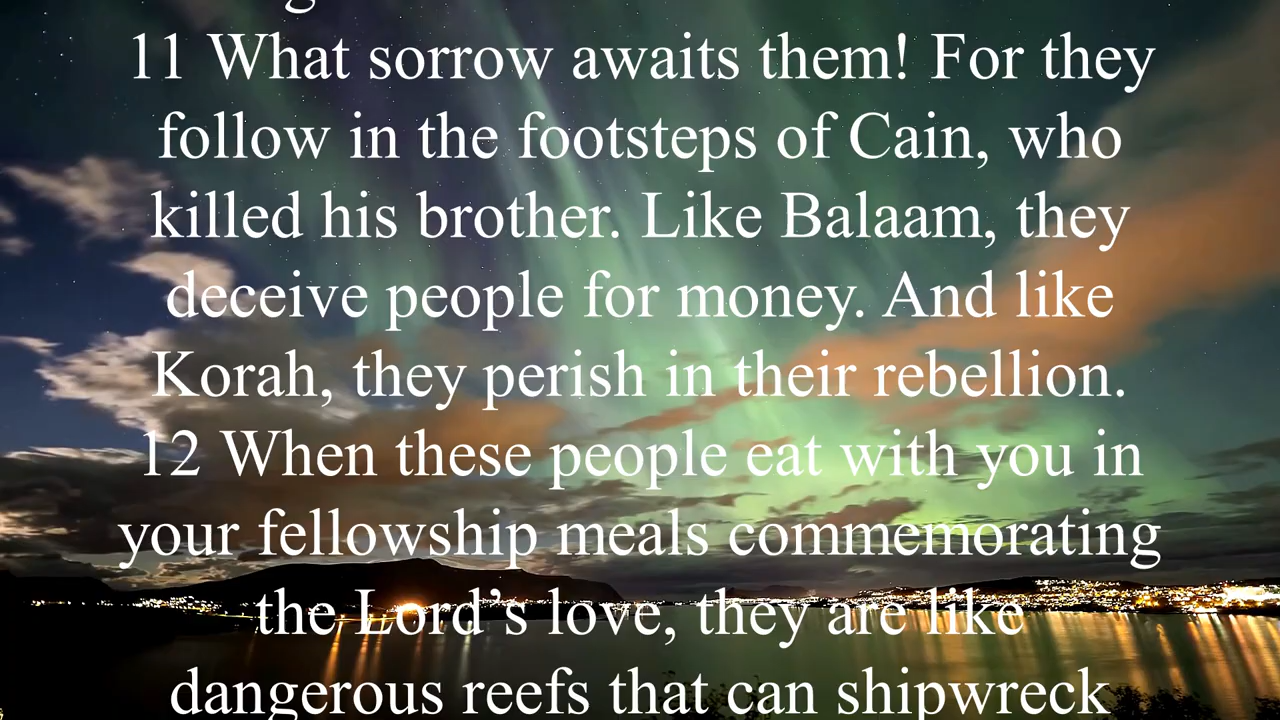 11 What sorrow awaits them! For they
follow in the footsteps of Cain, who
killed his brother. Like Balaam, they
deceive people for money. And like
Korah, they perish in their rebellion.
12 When these people eat with you in
your fellowship meals commemorating
the Lord’s love, they are like
dangerous reefs that can shipwreck